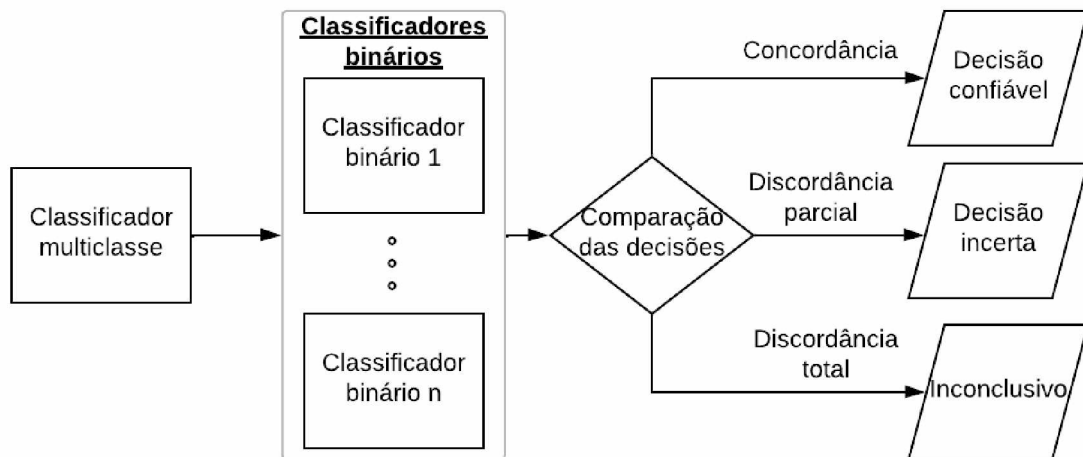 Classificador
multiclasse
Classificadores
binários
Classificador
binário 1
Classificador
binário n
Comparação
das decisões
Concordância
Decisão
confiável
Discordância
parcial
Decisão
incerta
Discordância
total
Inconclusivo